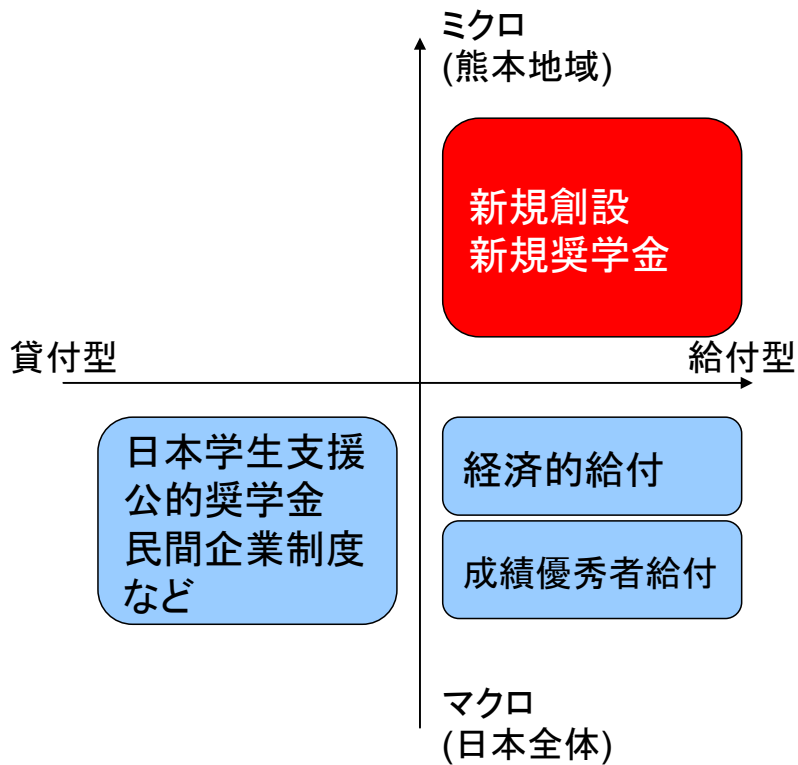 ミクロ
(熊本地域)
新規創設
新規奨学金
貸付型
給付型
日本学生支援
公的奨学金
民間企業制度
など
経済的給付
成績優秀者給付
マクロ
(日本全体)